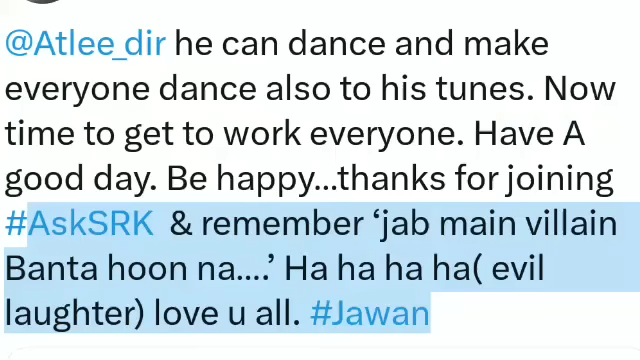 @Atlee_dir he can dance and make
everyone dance also to his tunes. Now
time to get to work everyone. Have A
good day. Be happy...thanks for joining
#AskSRK & remember ‘jab main villain
Banta hoon na....’ Ha ha ha ha( evil
laughter) love u all. #Jawan